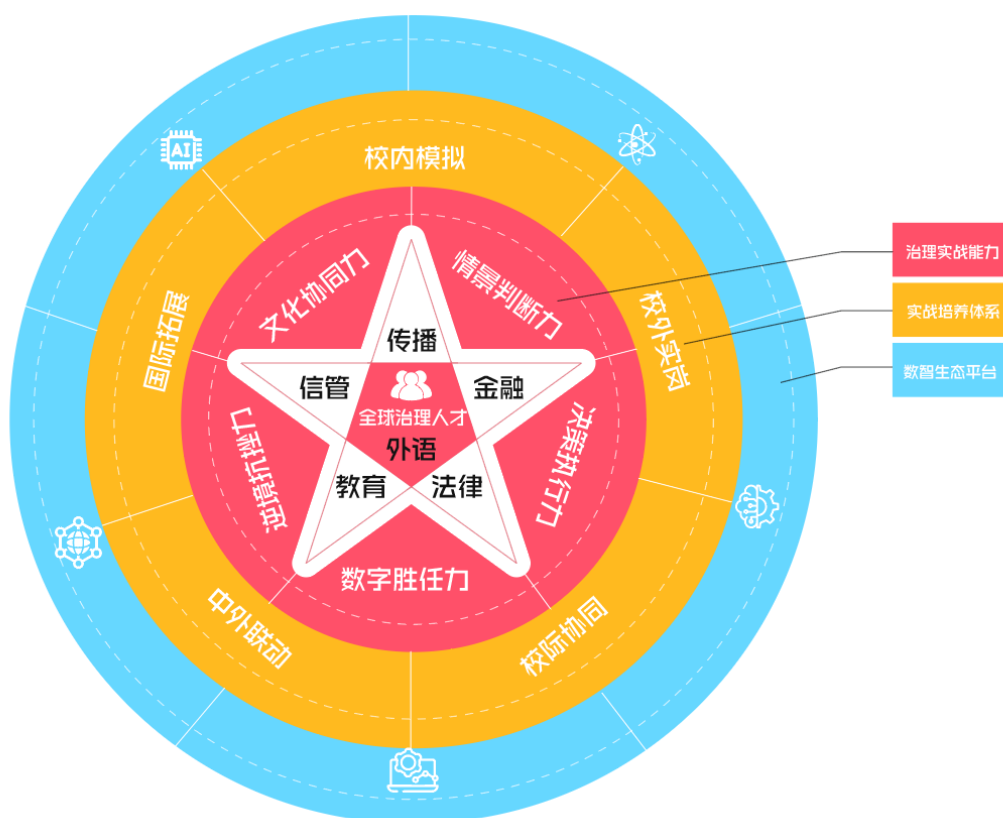 AI
校内模拟
国际拓展
校外实岗
中外联动
校际协同
文化协同力
情景判断力
逆境抗挫力
决策执行力
数字胜任力
传播
信管
金融
全球治理人才
外语
教育
法律
治理实战能力
实战培养体系
数智生态平台